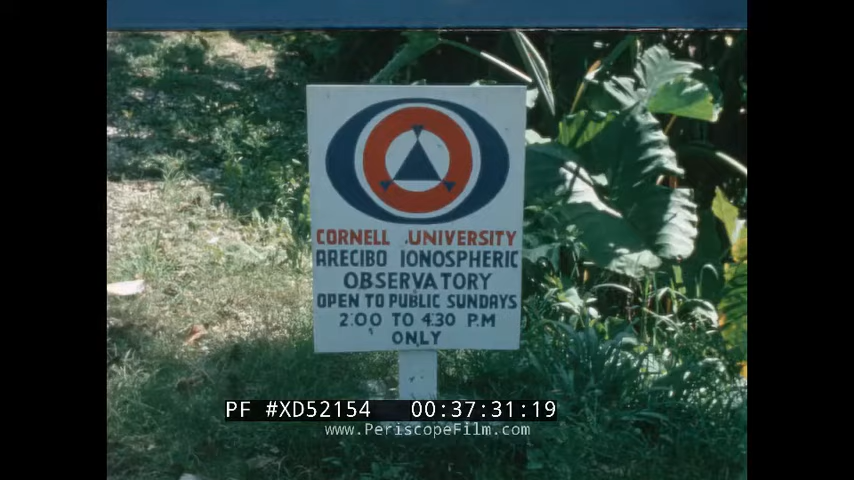 CORNELL UNIVERSITY
ARECIBO IONOSPHERIC
OBSERVATORY
OPEN TO PUBLIC SUNDAYS
2:00 TO 4:30 P.M
ONLY
PF #XD52154 00:37:31:19
www.PeriscopeFilm.com